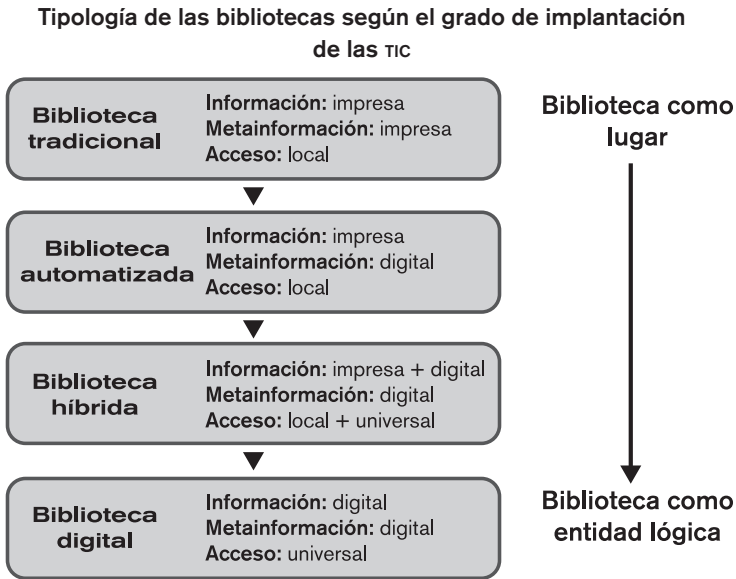 Tipología de las bibliotecas según el grado de implantación
de las TIC
Biblioteca
tradicional
Información: impresa
Metainformación: impresa
Acceso: local
Biblioteca
automatizada
Información: impresa
Metainformación: digital
Acceso: local
Biblioteca
híbrida
Información: impresa + digital
Metainformación: digital
Acceso: local + universal
Biblioteca
digital
Información: digital
Metainformación: digital
Acceso: universal
Biblioteca como
lugar
Biblioteca como
entidad lógica